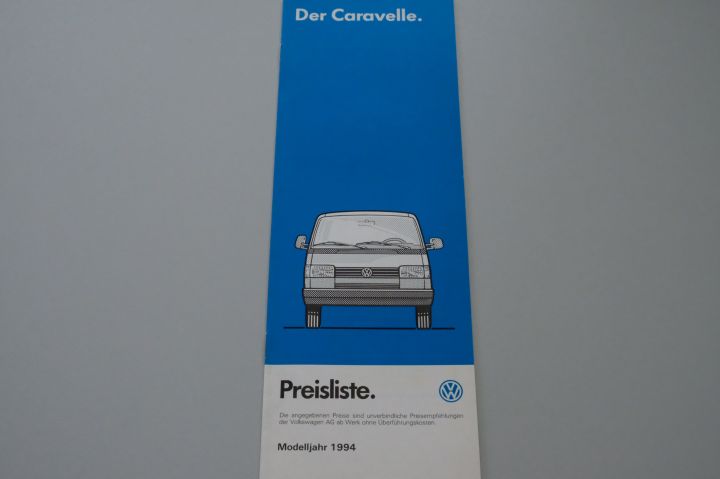 Der Caravelle.
Preisliste.
Die angegebenen Preise sind unverbindliche Preisempfehlungen
der Volkswagen AG ab Werk ohne Überführungskosten.
Modelljahr 1994